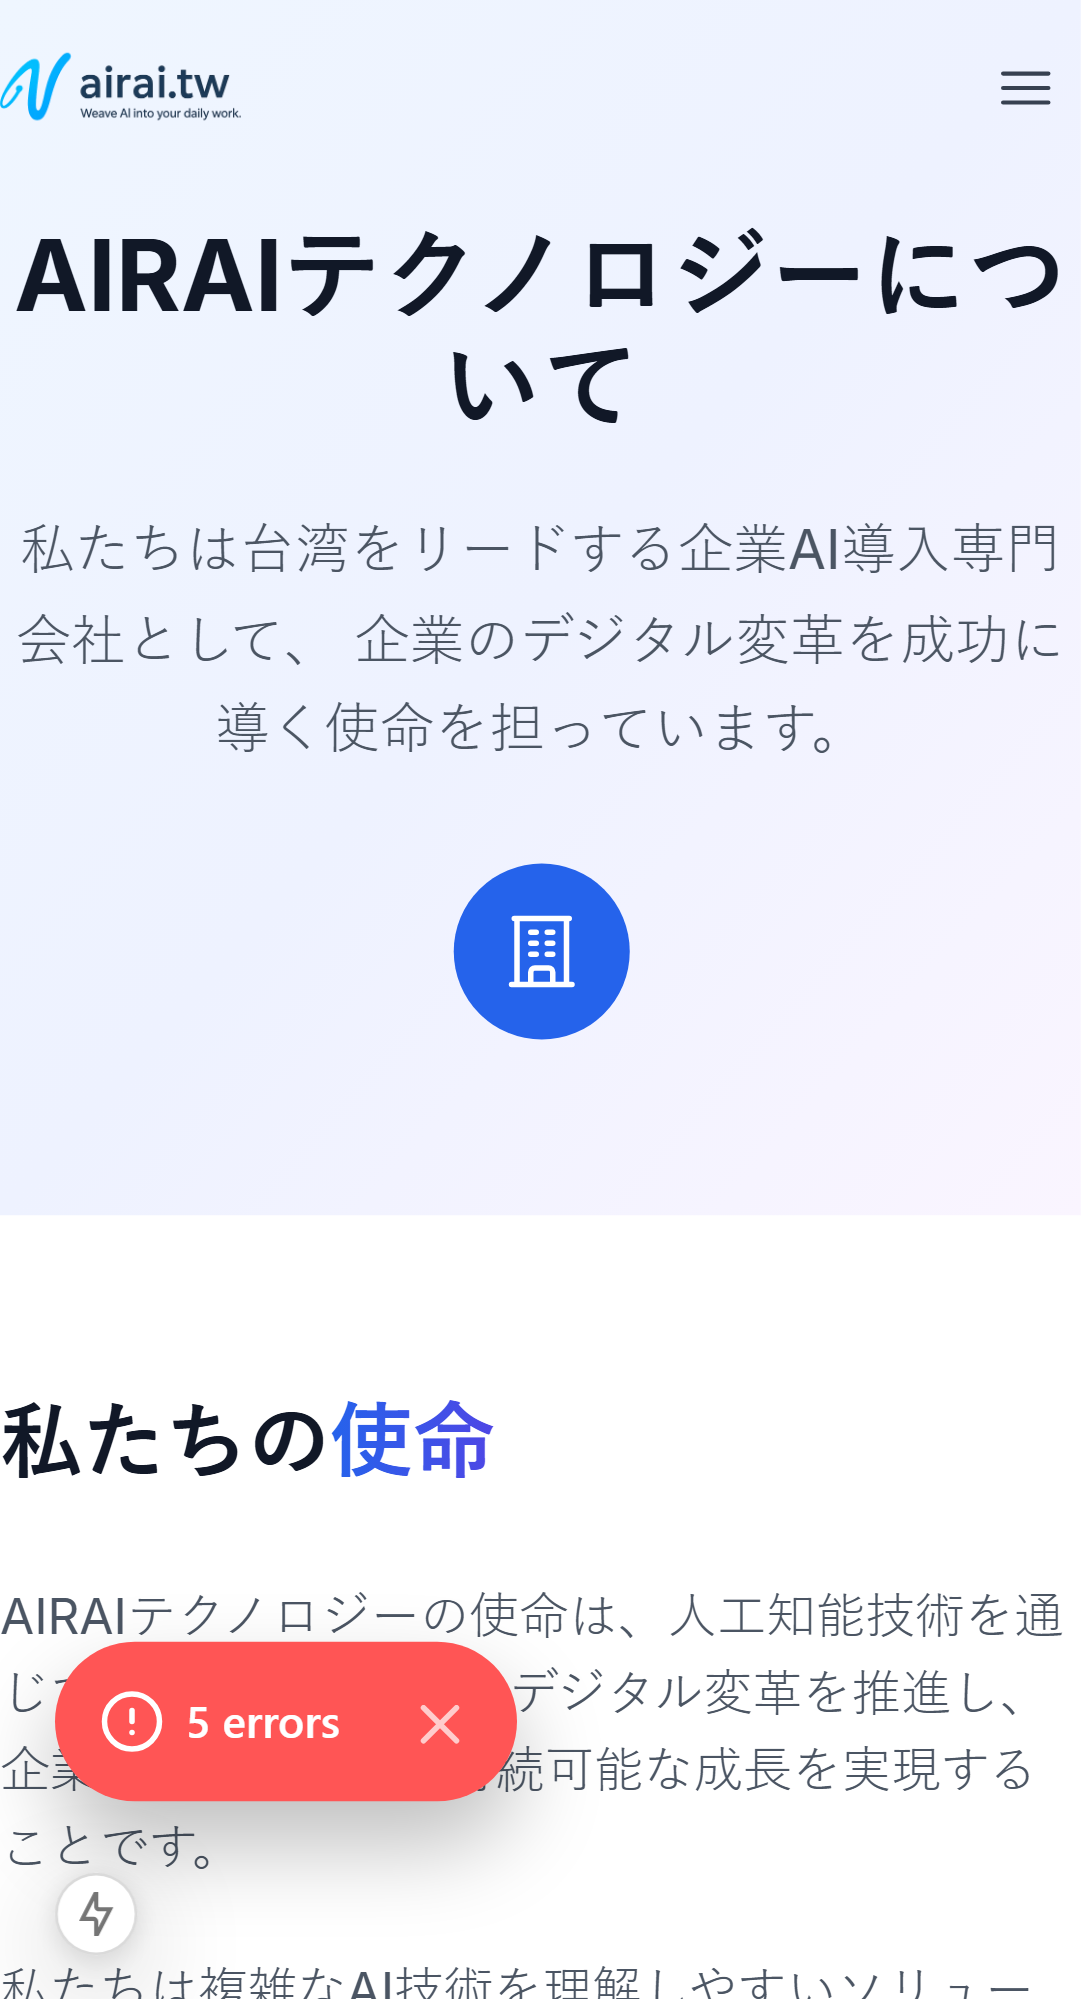 airai.tw
Weave AI into your daily work.
AIRAIテクノロジーにつ
いて
私たちは台湾をリードする企業AI導入専門
会社として、 企業のデジタル変革を成功に
導く使命を担っています。
私たちの使命
AIRAIテクノロジーの使命は、人工知能技術を通
じ デジタル変革を推進し、
企業 続可能な成長を実現する
5 errors
ことです。
私たちは複雑なAI技術を理解しやすいソリュー